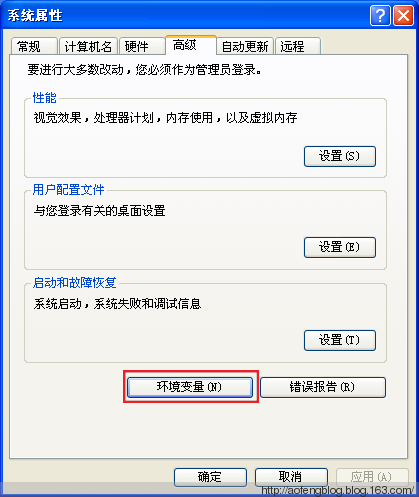 系统属性
常规 计算机名 硬件 高级 自动更新 远程
要进行大多数改动，您必须作为管理员登录。
性能
视觉效果，处理器计划，内存使用，以及虚拟内存
设置(S)
用户配置文件
与您登录有关的桌面设置
设置(E)
启动和故障恢复
系统启动，系统失败和调试信息
设置(T)
环境变量(N) 错误报告(R)
确定 取消 应用(A)
http://aofengblog.blog.163.com/